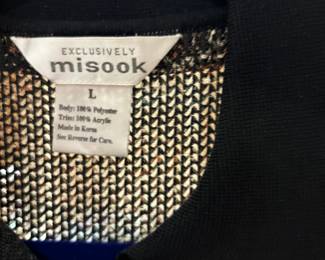 EXCLUSIVELY
misook
L
Body: 100% Polyester
Trim: 100% Acrylic
Made in Korea
See Reverse for Care.